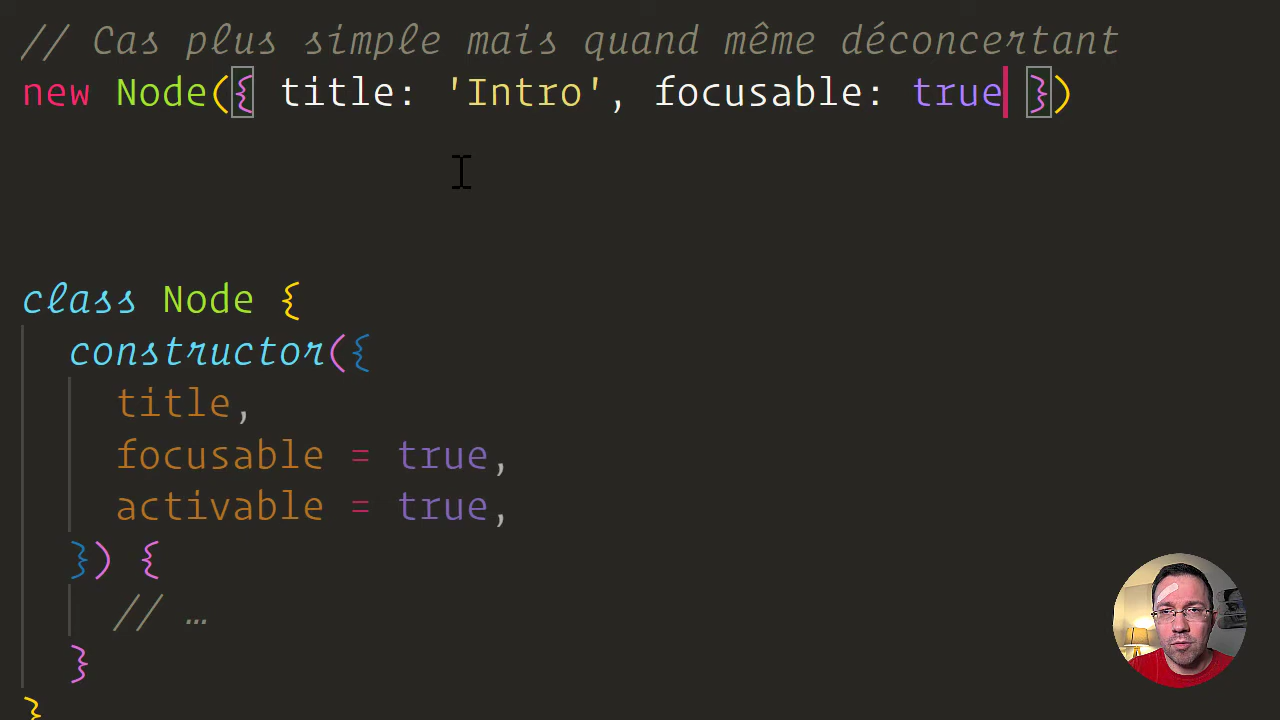 // Cas plus simple mais quand même déconcertant
new Node({ title: 'Intro', focusable: true })
class Node {
constructor({
title,
focusable = true,
activable = true,
}) {
// …
}
}